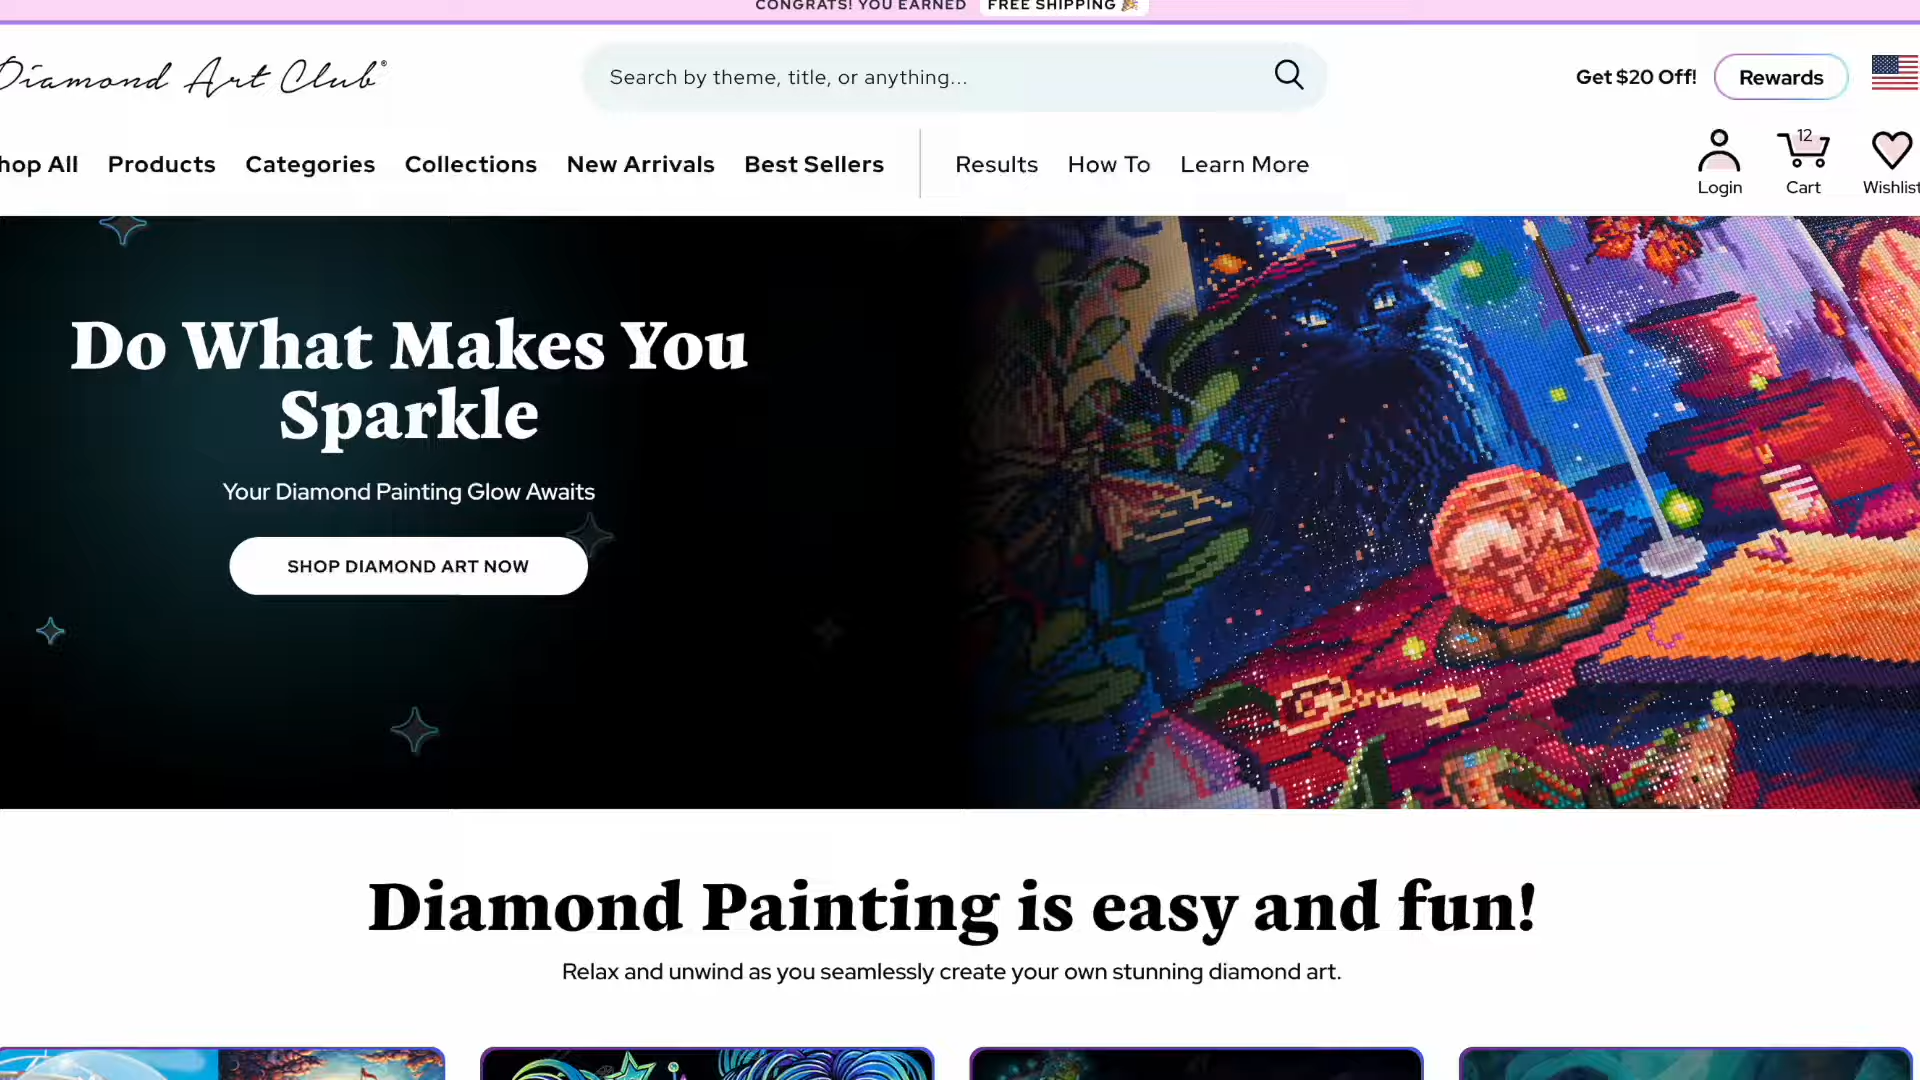 CONGRATS! YOU EARNED FREE SHIPPING
Diamond Art Club®
Search by theme, title, or anything...
Get $20 Off!
Rewards
hop All
Products
Categories
Collections
New Arrivals
Best Sellers
Results
How To
Learn More
12
Login
Cart
Wishlist
Do What Makes You
Sparkle
Your Diamond Painting Glow Awaits
SHOP DIAMOND ART NOW
Diamond Painting is easy and fun!
Relax and unwind as you seamlessly create your own stunning diamond art.